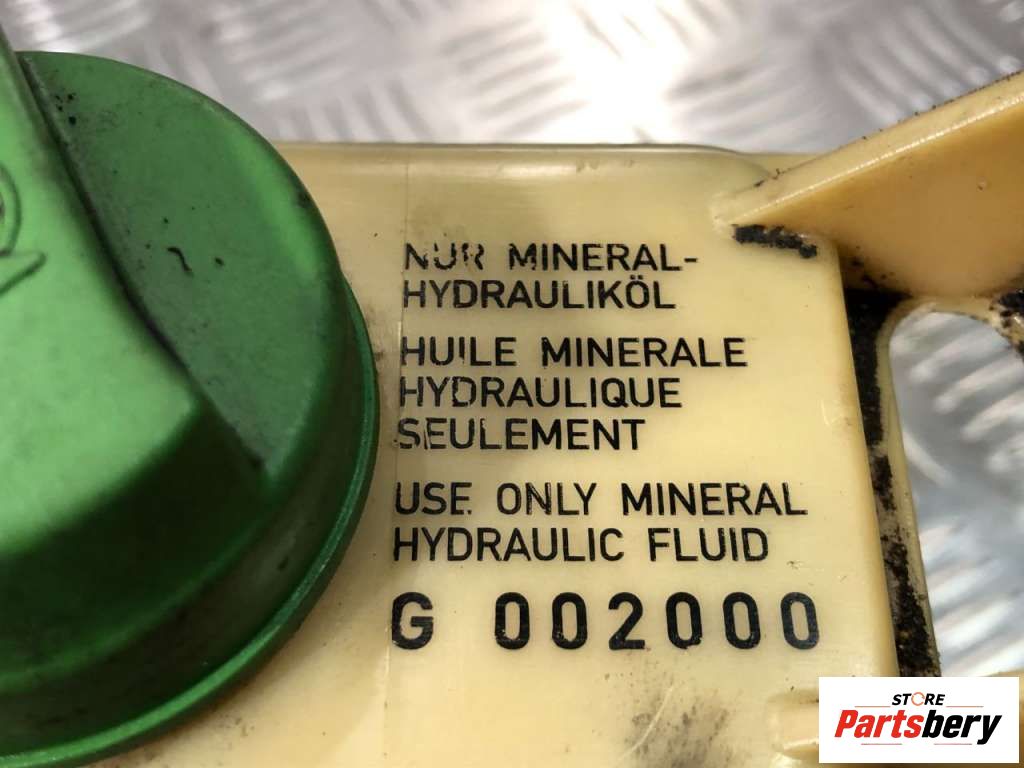 NUR MINERAL-
HYDRAULIKÖL
HUILE MINERALE
HYDRAULIQUE
SEULEMENT
USE ONLY MINERAL
HYDRAULIC FLUID
G 002000
STORE
Partsbery